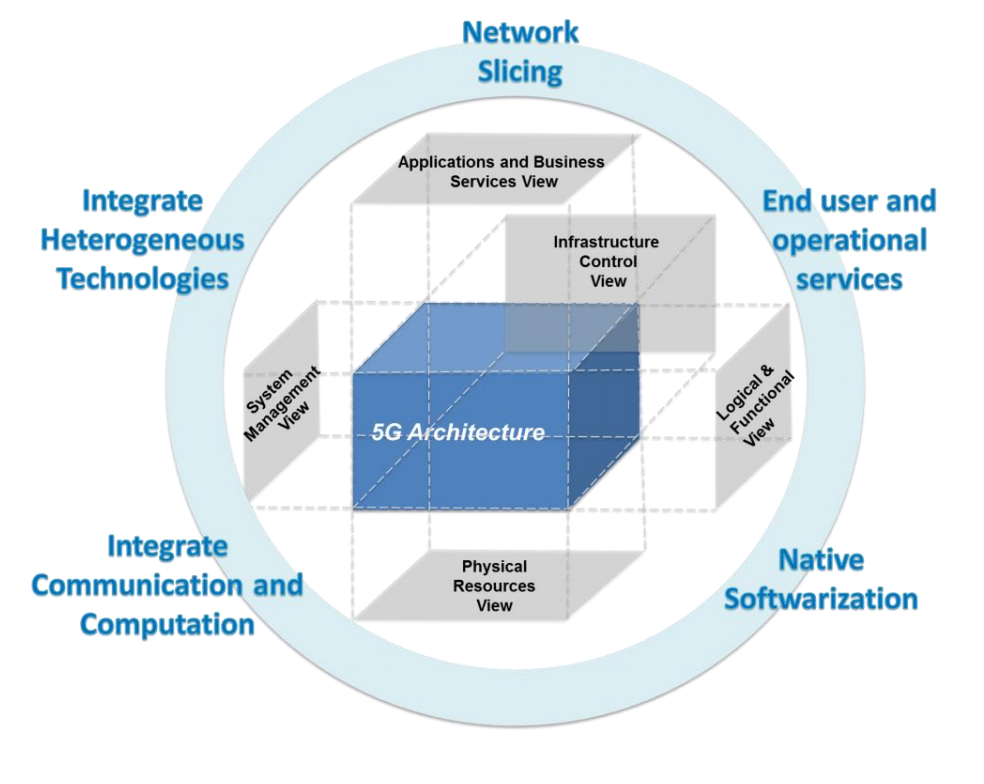 Network
Slicing
Applications and Business
Services View
Integrate
Heterogeneous
Technologies
End user and
operational
services
Infrastructure
Control
View
System
Management
View
Logical &
Functional
View
5G Architecture
Integrate
Communication and
Computation
Physical
Resources
View
Native
Softwarization